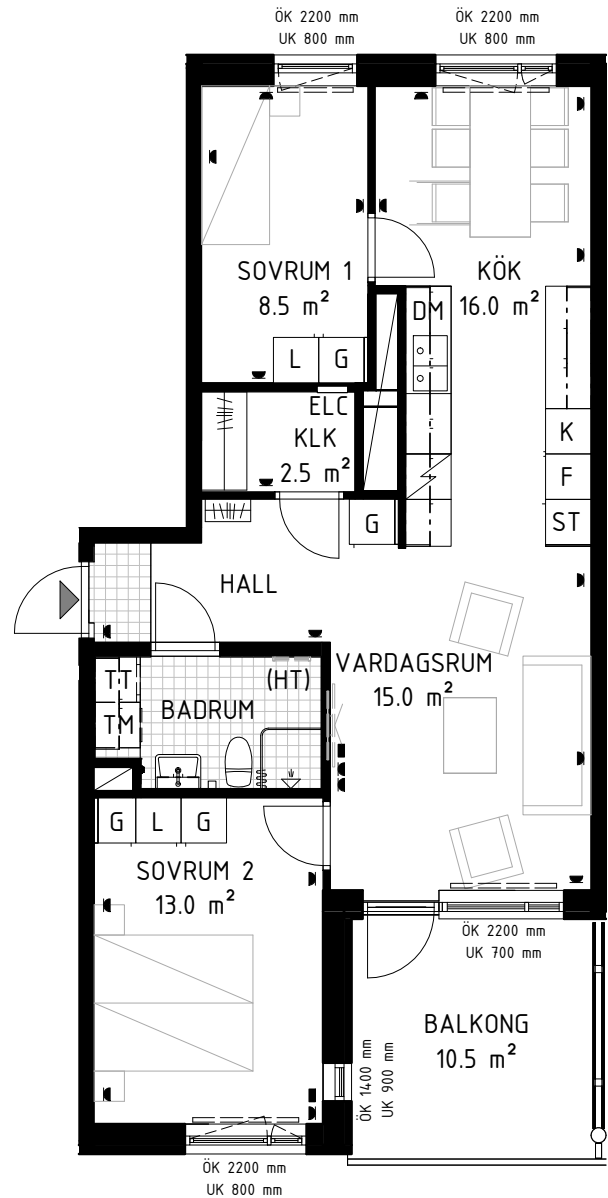 ÖK 2200 mm
UK 800 mm
ÖK 2200 mm
UK 800 mm
SOVRUM 1
8.5 m²
KÖK
16.0 m²
DM
L
G
ELC
KLK
2.5 m²
K
F
ST
G
HALL
VARDAGSRUM
15.0 m²
TT
TM
(HT)
BADRUM
G
L
G
SOVRUM 2
13.0 m²
ÖK 2200 mm
UK 700 mm
BALKONG
10.5 m²
ÖK 1400 mm
UK 900 mm
ÖK 2200 mm
UK 800 mm